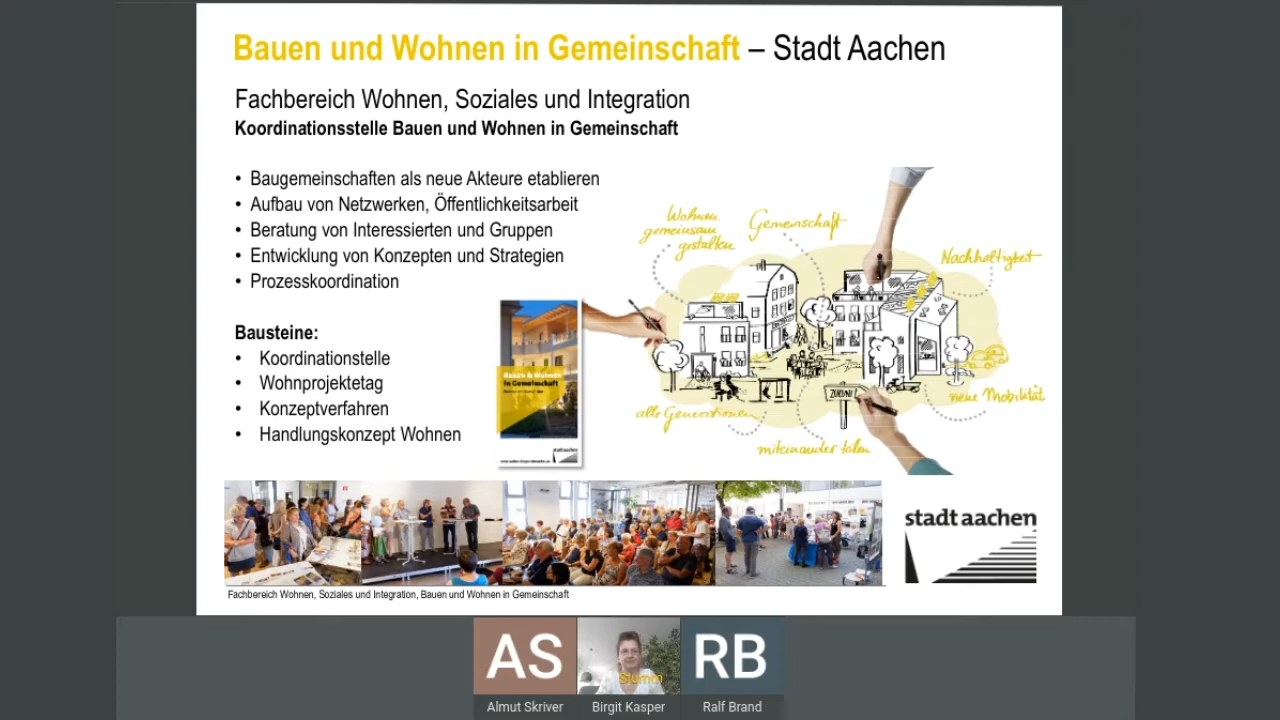 Bauen und Wohnen in Gemeinschaft – Stadt Aachen
Fachbereich Wohnen, Soziales und Integration
Koordinationsstelle Bauen und Wohnen in Gemeinschaft
• Baugemeinschaften als neue Akteure etablieren
• Aufbau von Netzwerken, Öffentlichkeitsarbeit
• Beratung von Interessierten und Gruppen
• Entwicklung von Konzepten und Strategien
• Prozesskoordination
Bausteine:
• Koordinationstelle
• Wohnprojektetag
• Konzeptverfahren
• Handlungskonzept Wohnen
Bauen & Wohnen
in Gemeinschaft
stadt aachen
Wohnen
gemeinsam
gestalten
Gemeinschaft
Nachhaltigkeit
ZUKUNFT
neue Mobilität
alle Generationen
miteinander teilen
stadt aachen
Fachbereich Wohnen, Soziales und Integration, Bauen und Wohnen in Gemeinschaft
AS
Stumm
RB
Almut Skriver
Birgit Kasper
Ralf Brand